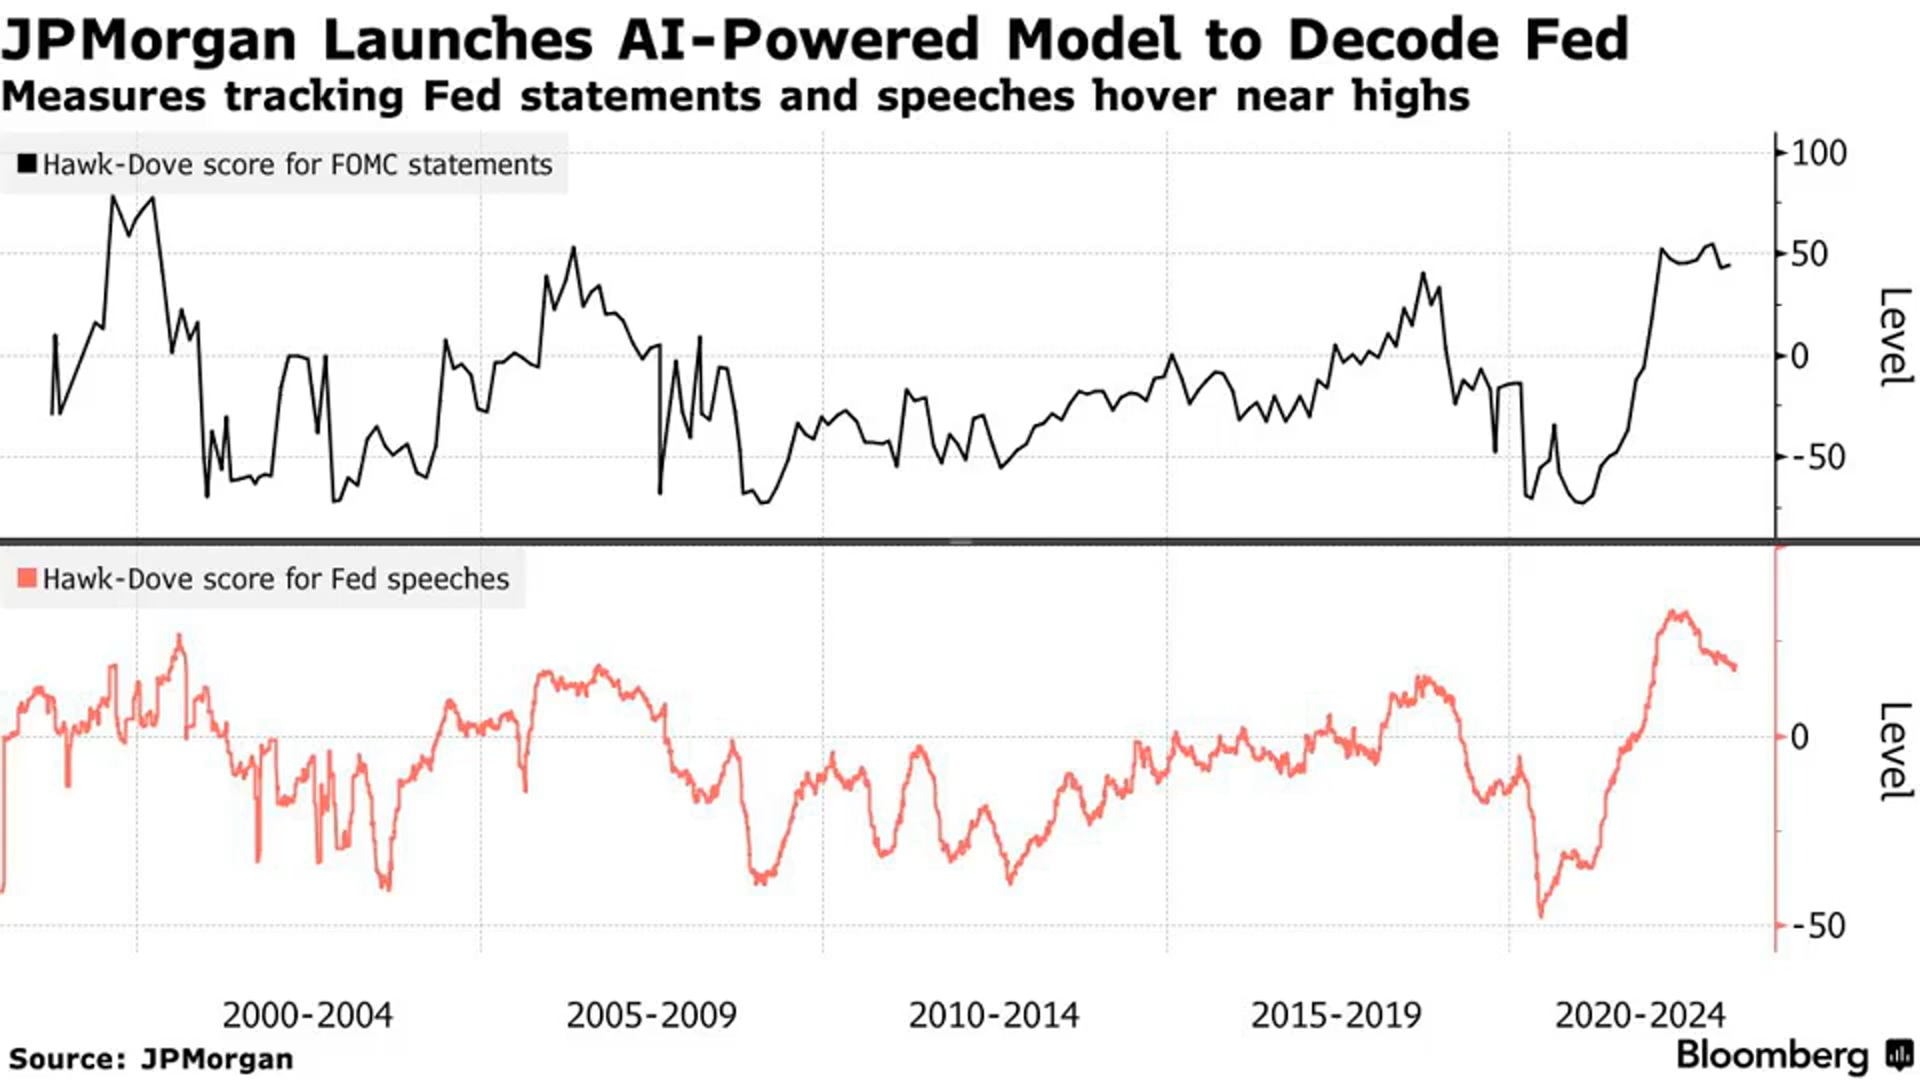 JPMorgan Launches AI-Powered Model to Decode Fed
Measures tracking Fed statements and speeches hover near highs
Hawk-Dove score for FOMC statements
100
50
0
-50
Level
Hawk-Dove score for Fed speeches
0
-50
Level
2000-2004 2005-2009 2010-2014 2015-2019 2020-2024
Source: JPMorgan
Bloomberg